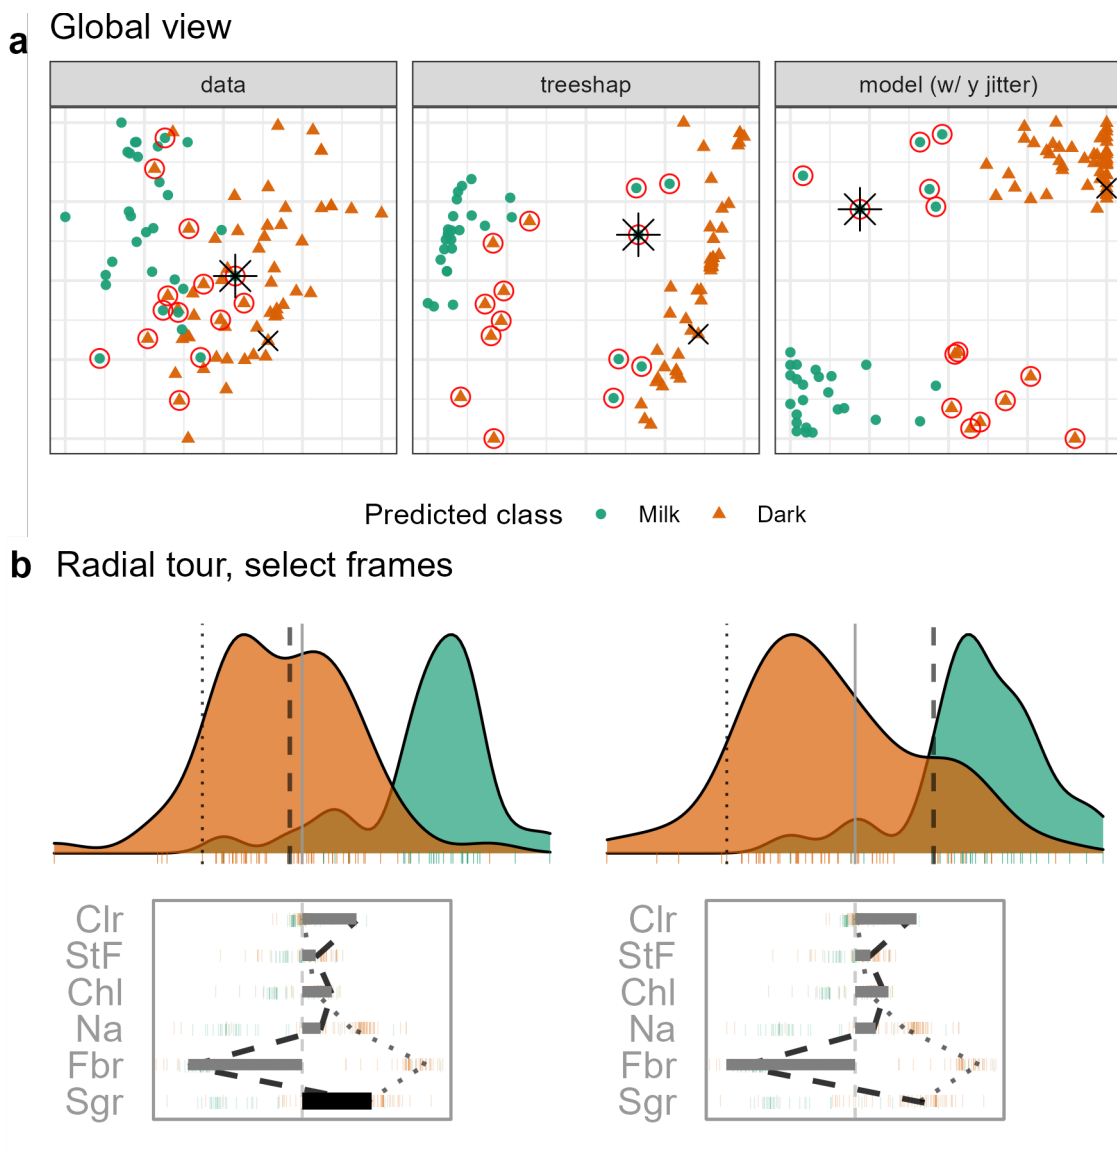 a Global view
data treeshap model (w/ y jitter)
Predicted class Milk Dark
b Radial tour, select frames
Clr Clr
StF StF
Chl Chl
Na Na
Fbr Fbr
Sgr Sgr